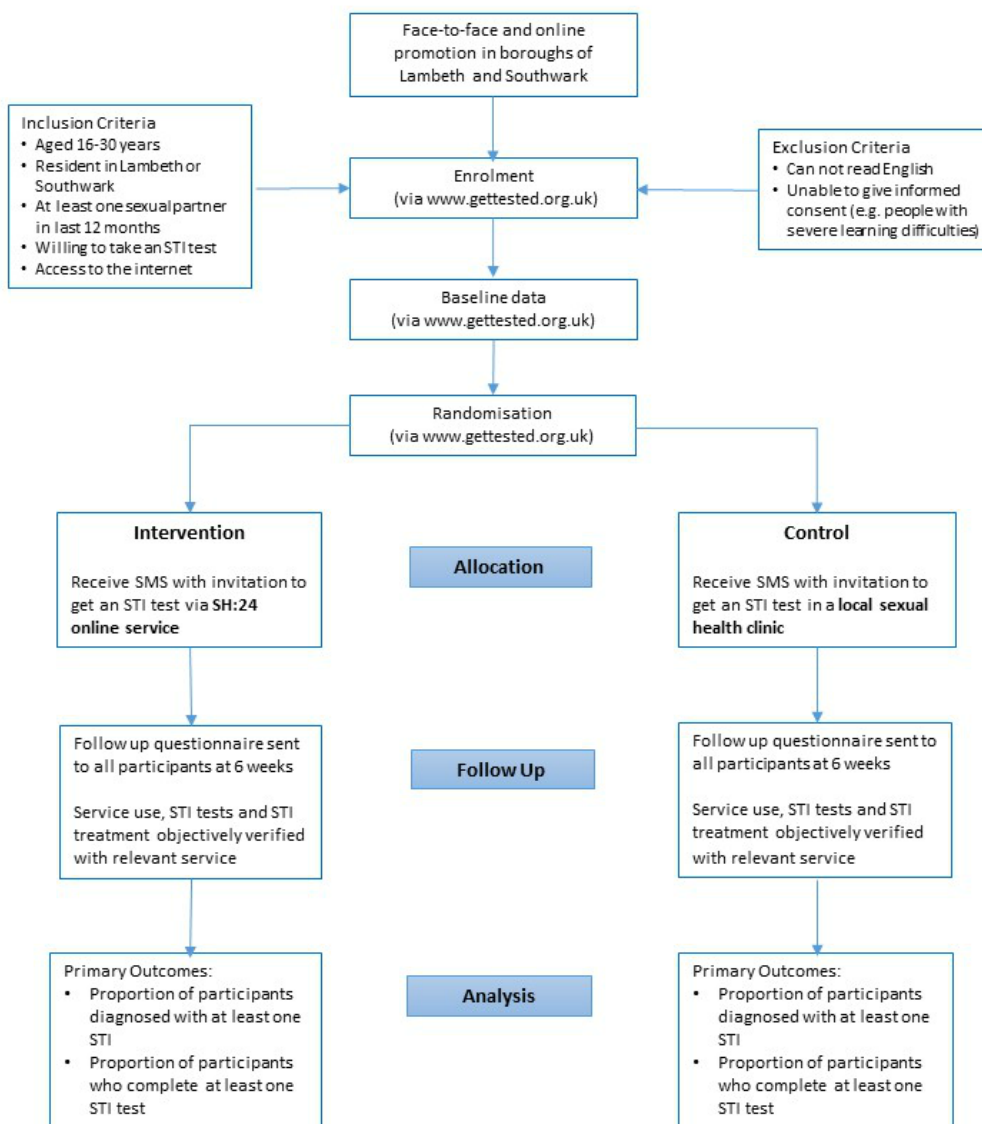 Face-to-face and online
promotion in boroughs of
Lambeth and Southwark
Inclusion Criteria
• Aged 16-30 years
• Resident in Lambeth or
Southwark
• At least one sexual partner
in last 12 months
• Willing to take an STI test
• Access to the internet
Enrolment
(via www.gettested.org.uk)
Exclusion Criteria
• Can not read English
• Unable to give informed
consent (e.g. people with
severe learning difficulties)
Baseline data
(via www.gettested.org.uk)
Randomisation
(via www.gettested.org.uk)
Intervention
Receive SMS with invitation to
get an STI test via SH:24
online service
Allocation
Control
Receive SMS with invitation to
get an STI test in a local sexual
health clinic
Follow up questionnaire sent
to all participants at 6 weeks
Service use, STI tests and STI
treatment objectively verified
with relevant service
Follow Up
Follow up questionnaire sent to
all participants at 6 weeks
Service use, STI tests and STI
treatment objectively verified
with relevant service
Primary Outcomes:
• Proportion of participants
diagnosed with at least one
STI
• Proportion of participants
who complete at least one
STI test
Analysis
Primary Outcomes:
• Proportion of participants
diagnosed with at least one
STI
• Proportion of participants
who complete at least one
STI test